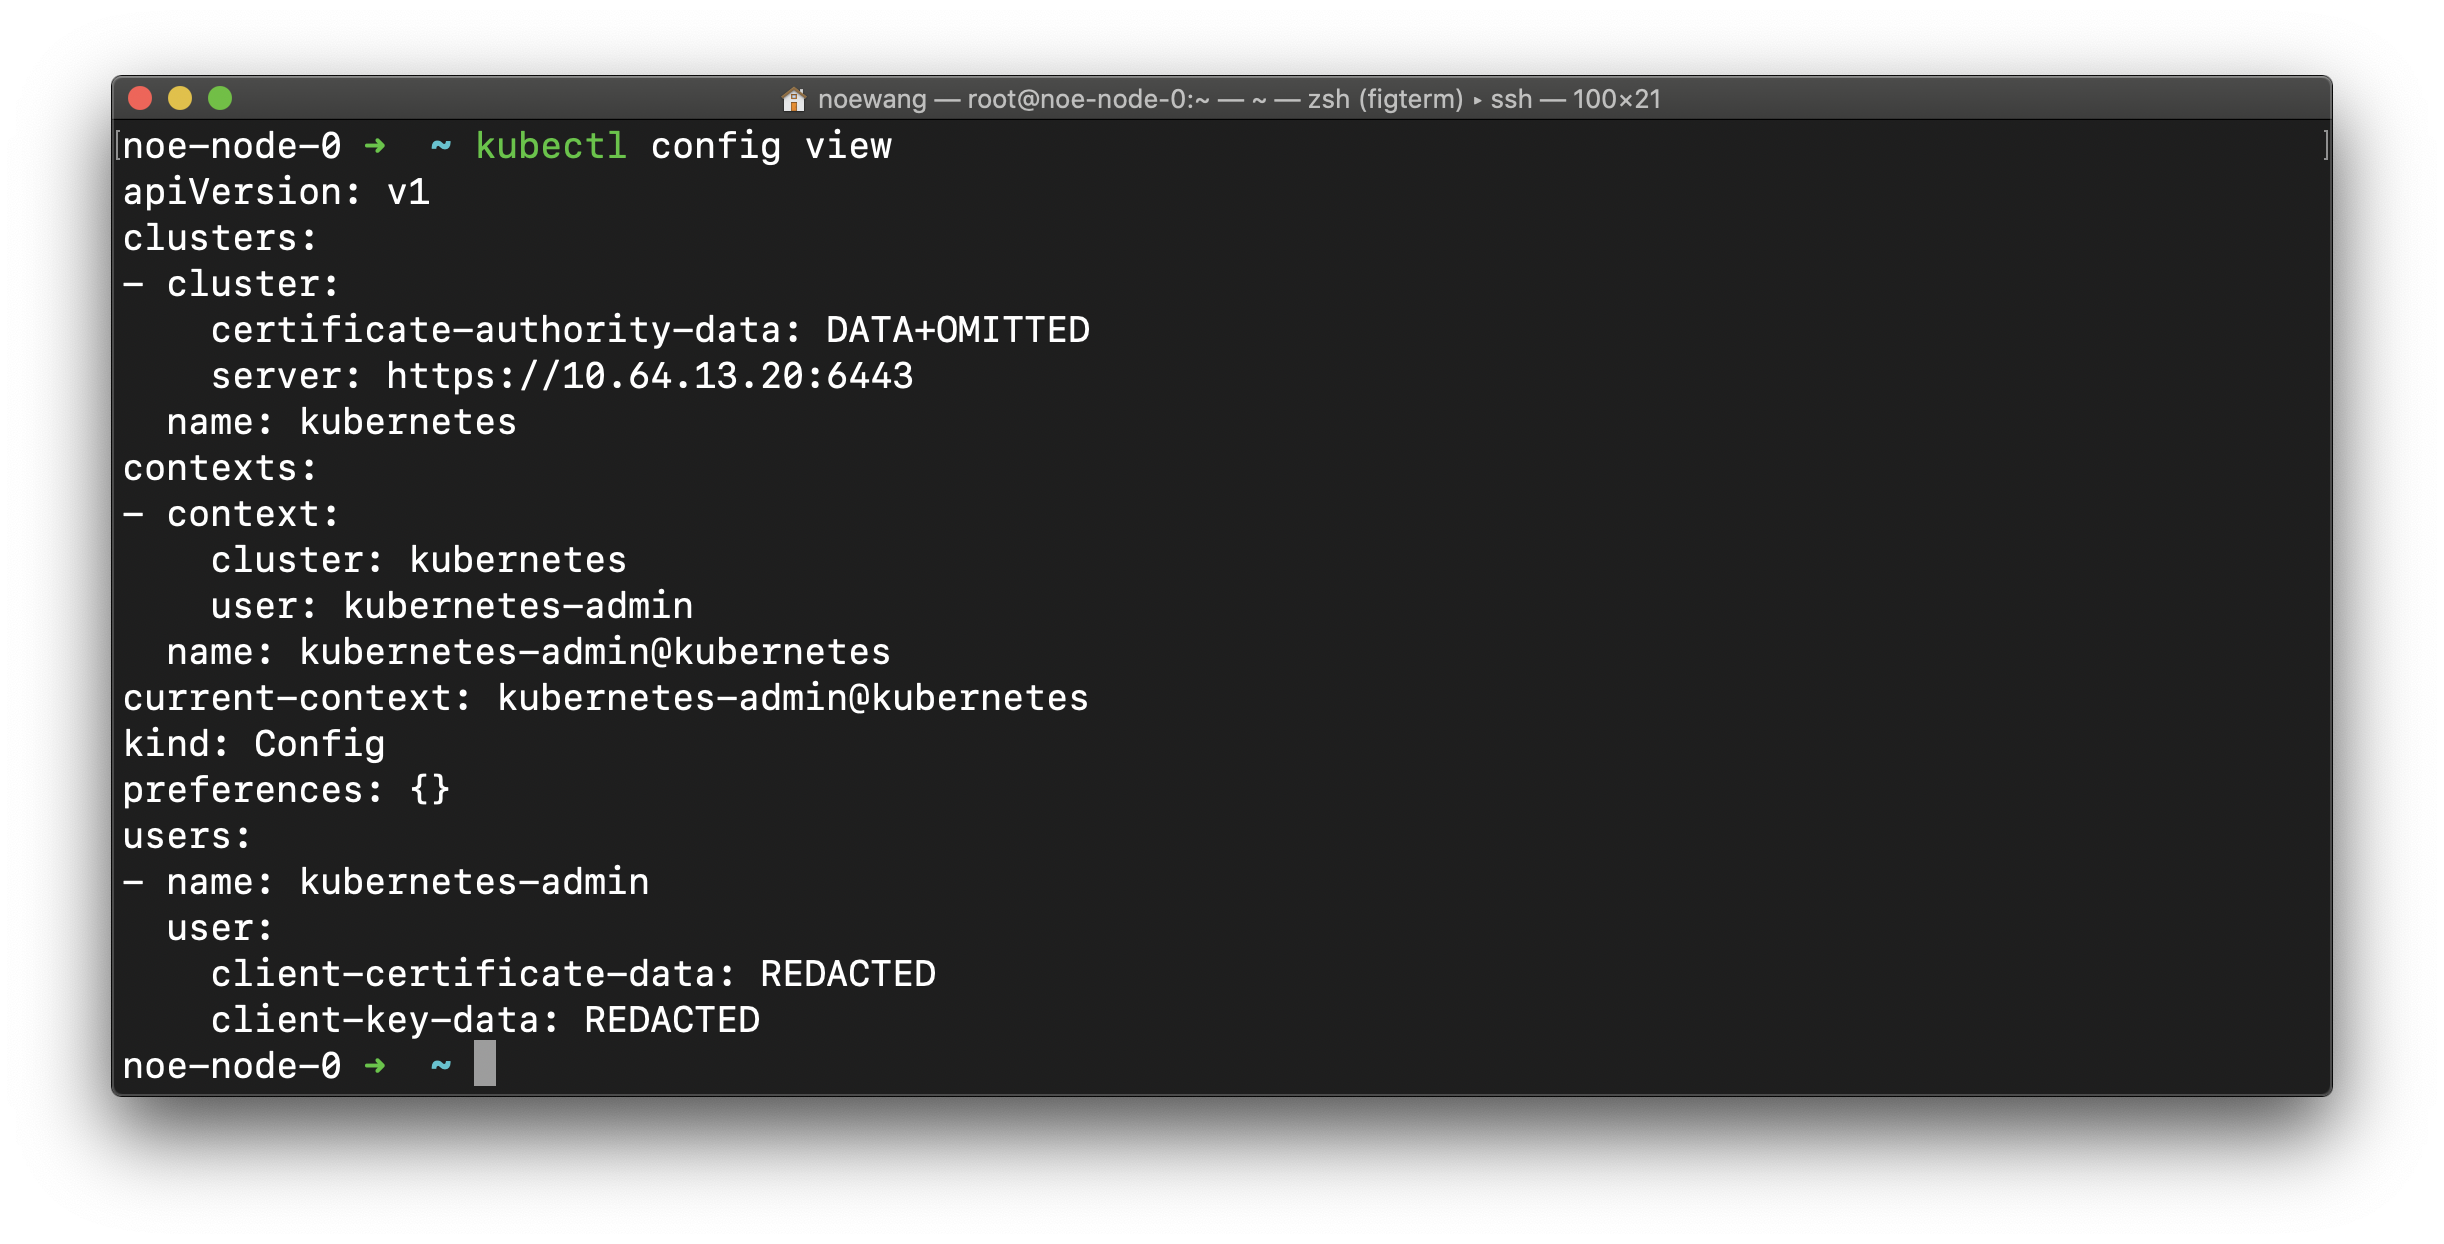 noewang — root@noe-node-0:~ — ~ — zsh (figterm) ▸ ssh — 100×21
[noe-node-0 ➜  ~ kubectl config view ]
apiVersion: v1
clusters:
- cluster:
    certificate-authority-data: DATA+OMITTED
    server: https://10.64.13.20:6443
  name: kubernetes
contexts:
- context:
    cluster: kubernetes
    user: kubernetes-admin
  name: kubernetes-admin@kubernetes
current-context: kubernetes-admin@kubernetes
kind: Config
preferences: {}
users:
- name: kubernetes-admin
  user:
    client-certificate-data: REDACTED
    client-key-data: REDACTED
noe-node-0 ➜  ~